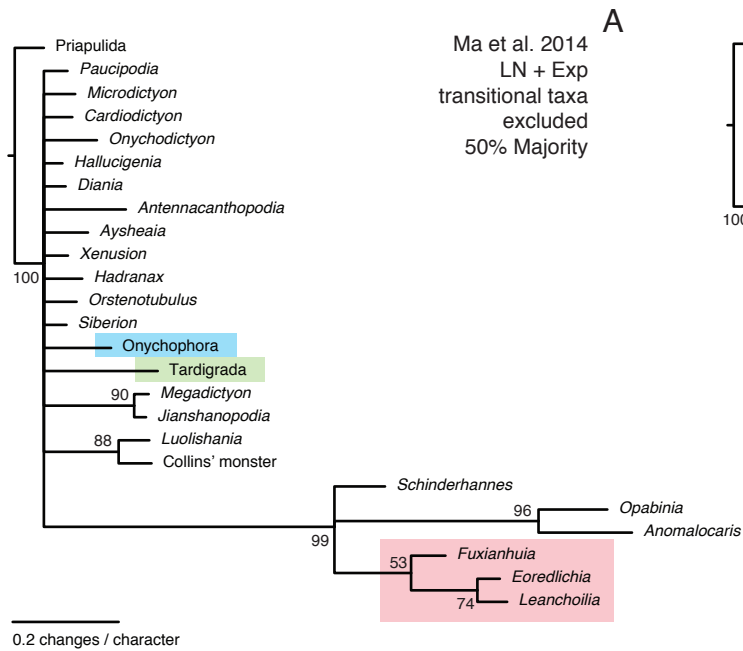 A
Ma et al. 2014
LN + Exp
transitional taxa
excluded
50% Majority
Priapulida
Paucipodia
Microdictyon
Cardiodictyon
Onychodictyon
Hallucigenia
Diania
Antennacanthopodia
Aysheaia
Xenusion
100
Hadranax
Orstenotubulus
Siberion
Onychophora
Tardigrada
90
Megadictyon
Jianshanopodia
88
Luolishania
Collins' monster
Schinderhannes
96
Opabinia
Anomalocaris
99
53
Fuxianhuia
Eoredlichia
74
Leanchoilia
0.2 changes / character
100